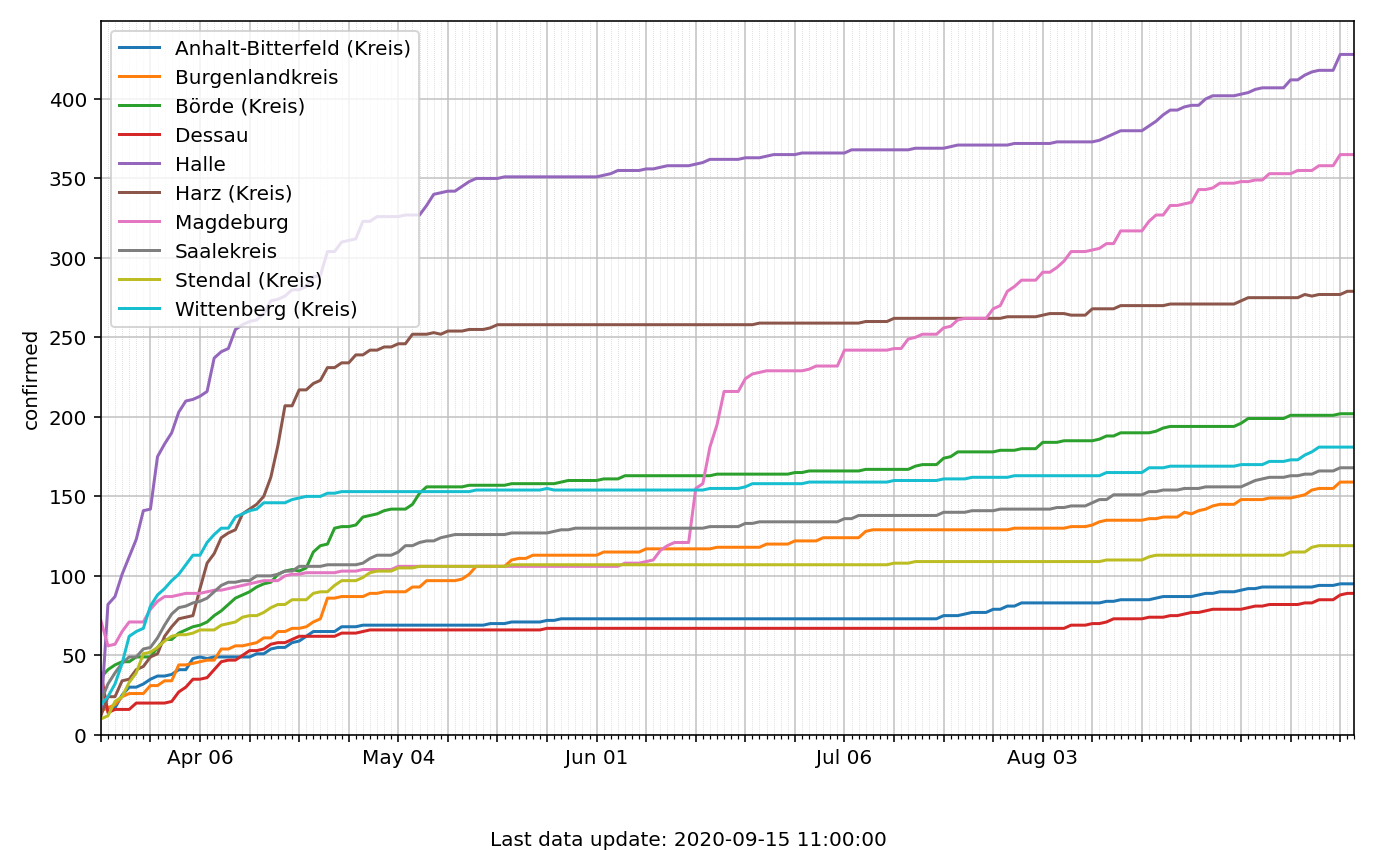 Anhalt-Bitterfeld (Kreis)
Burgenlandkreis
Börde (Kreis)
Dessau
Halle
Harz (Kreis)
Magdeburg
Saalekreis
Stendal (Kreis)
Wittenberg (Kreis)
400
350
300
250
200
150
100
50
0
confirmed
Apr 06
May 04
Jun 01
Jul 06
Aug 03
Last data update: 2020-09-15 11:00:00